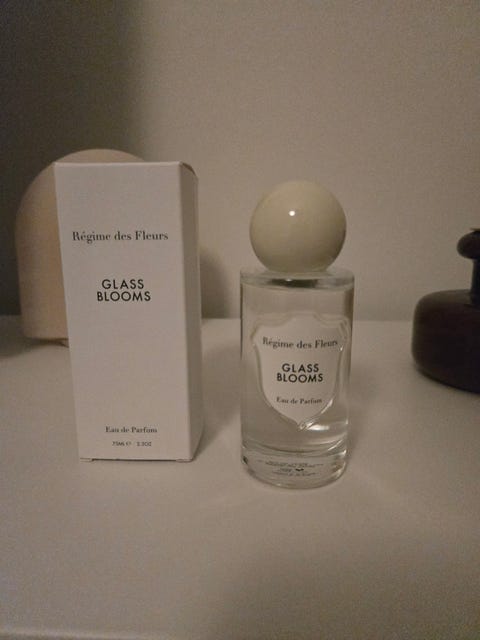 Régime des Fleurs
GLASS
BLOOMS
Eau de Parfum
75ML ℮ 2.5OZ
Régime des Fleurs
GLASS
BLOOMS
Eau de Parfum